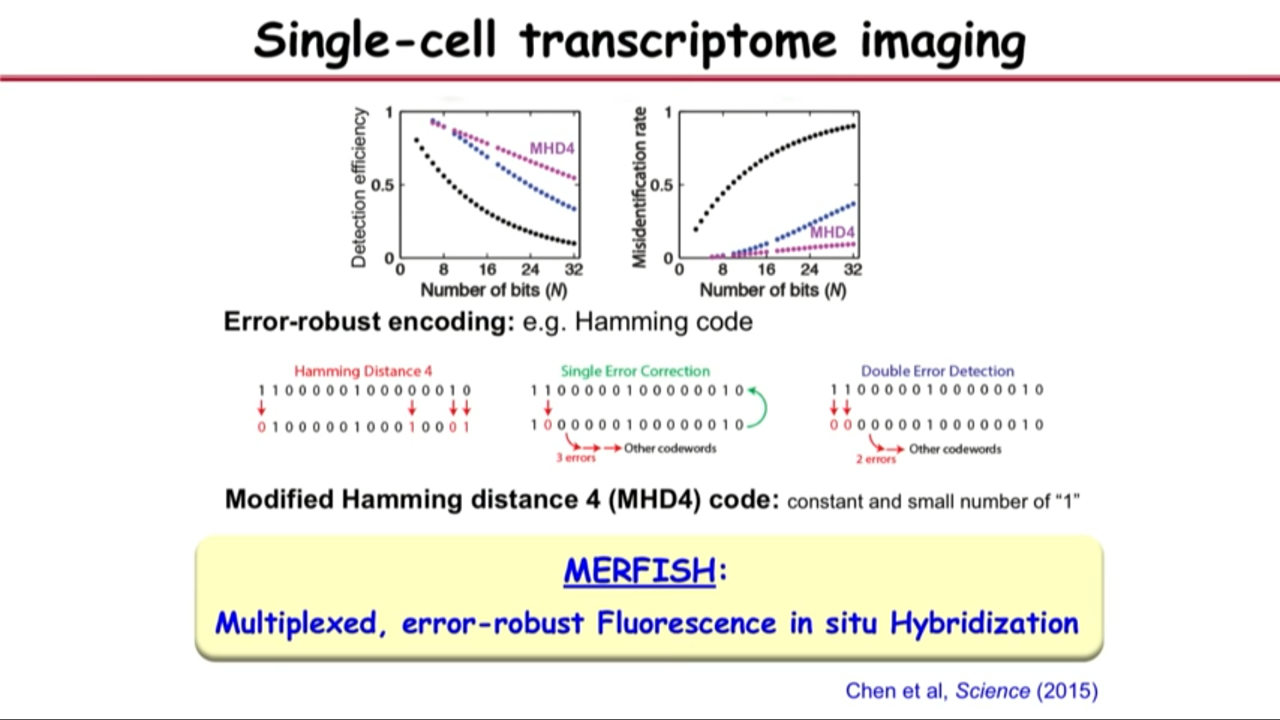 Single-cell transcriptome imaging
Detection efficiency
1
0.5
0
MHD4
0 8 16 24 32
Number of bits (N)
Misidentification rate
1
0.5
0
MHD4
0 8 16 24 32
Number of bits (N)
Error-robust encoding: e.g. Hamming code
Hamming Distance 4
1 1 0 0 0 0 0 1 0 0 0 0 0 0 1 0
0 1 0 0 0 0 0 1 0 0 0 1 0 0 0 1
Single Error Correction
1 1 0 0 0 0 0 1 0 0 0 0 0 0 1 0
1 0 0 0 0 0 0 1 0 0 0 0 0 0 1 0
3 errors Other codewords
Double Error Detection
1 1 0 0 0 0 0 1 0 0 0 0 0 0 1 0
0 0 0 0 0 0 0 1 0 0 0 0 0 0 1 0
2 errors Other codewords
Modified Hamming distance 4 (MHD4) code: constant and small number of “1”
MERFISH:
Multiplexed, error-robust Fluorescence in situ Hybridization
Chen et al, Science (2015)